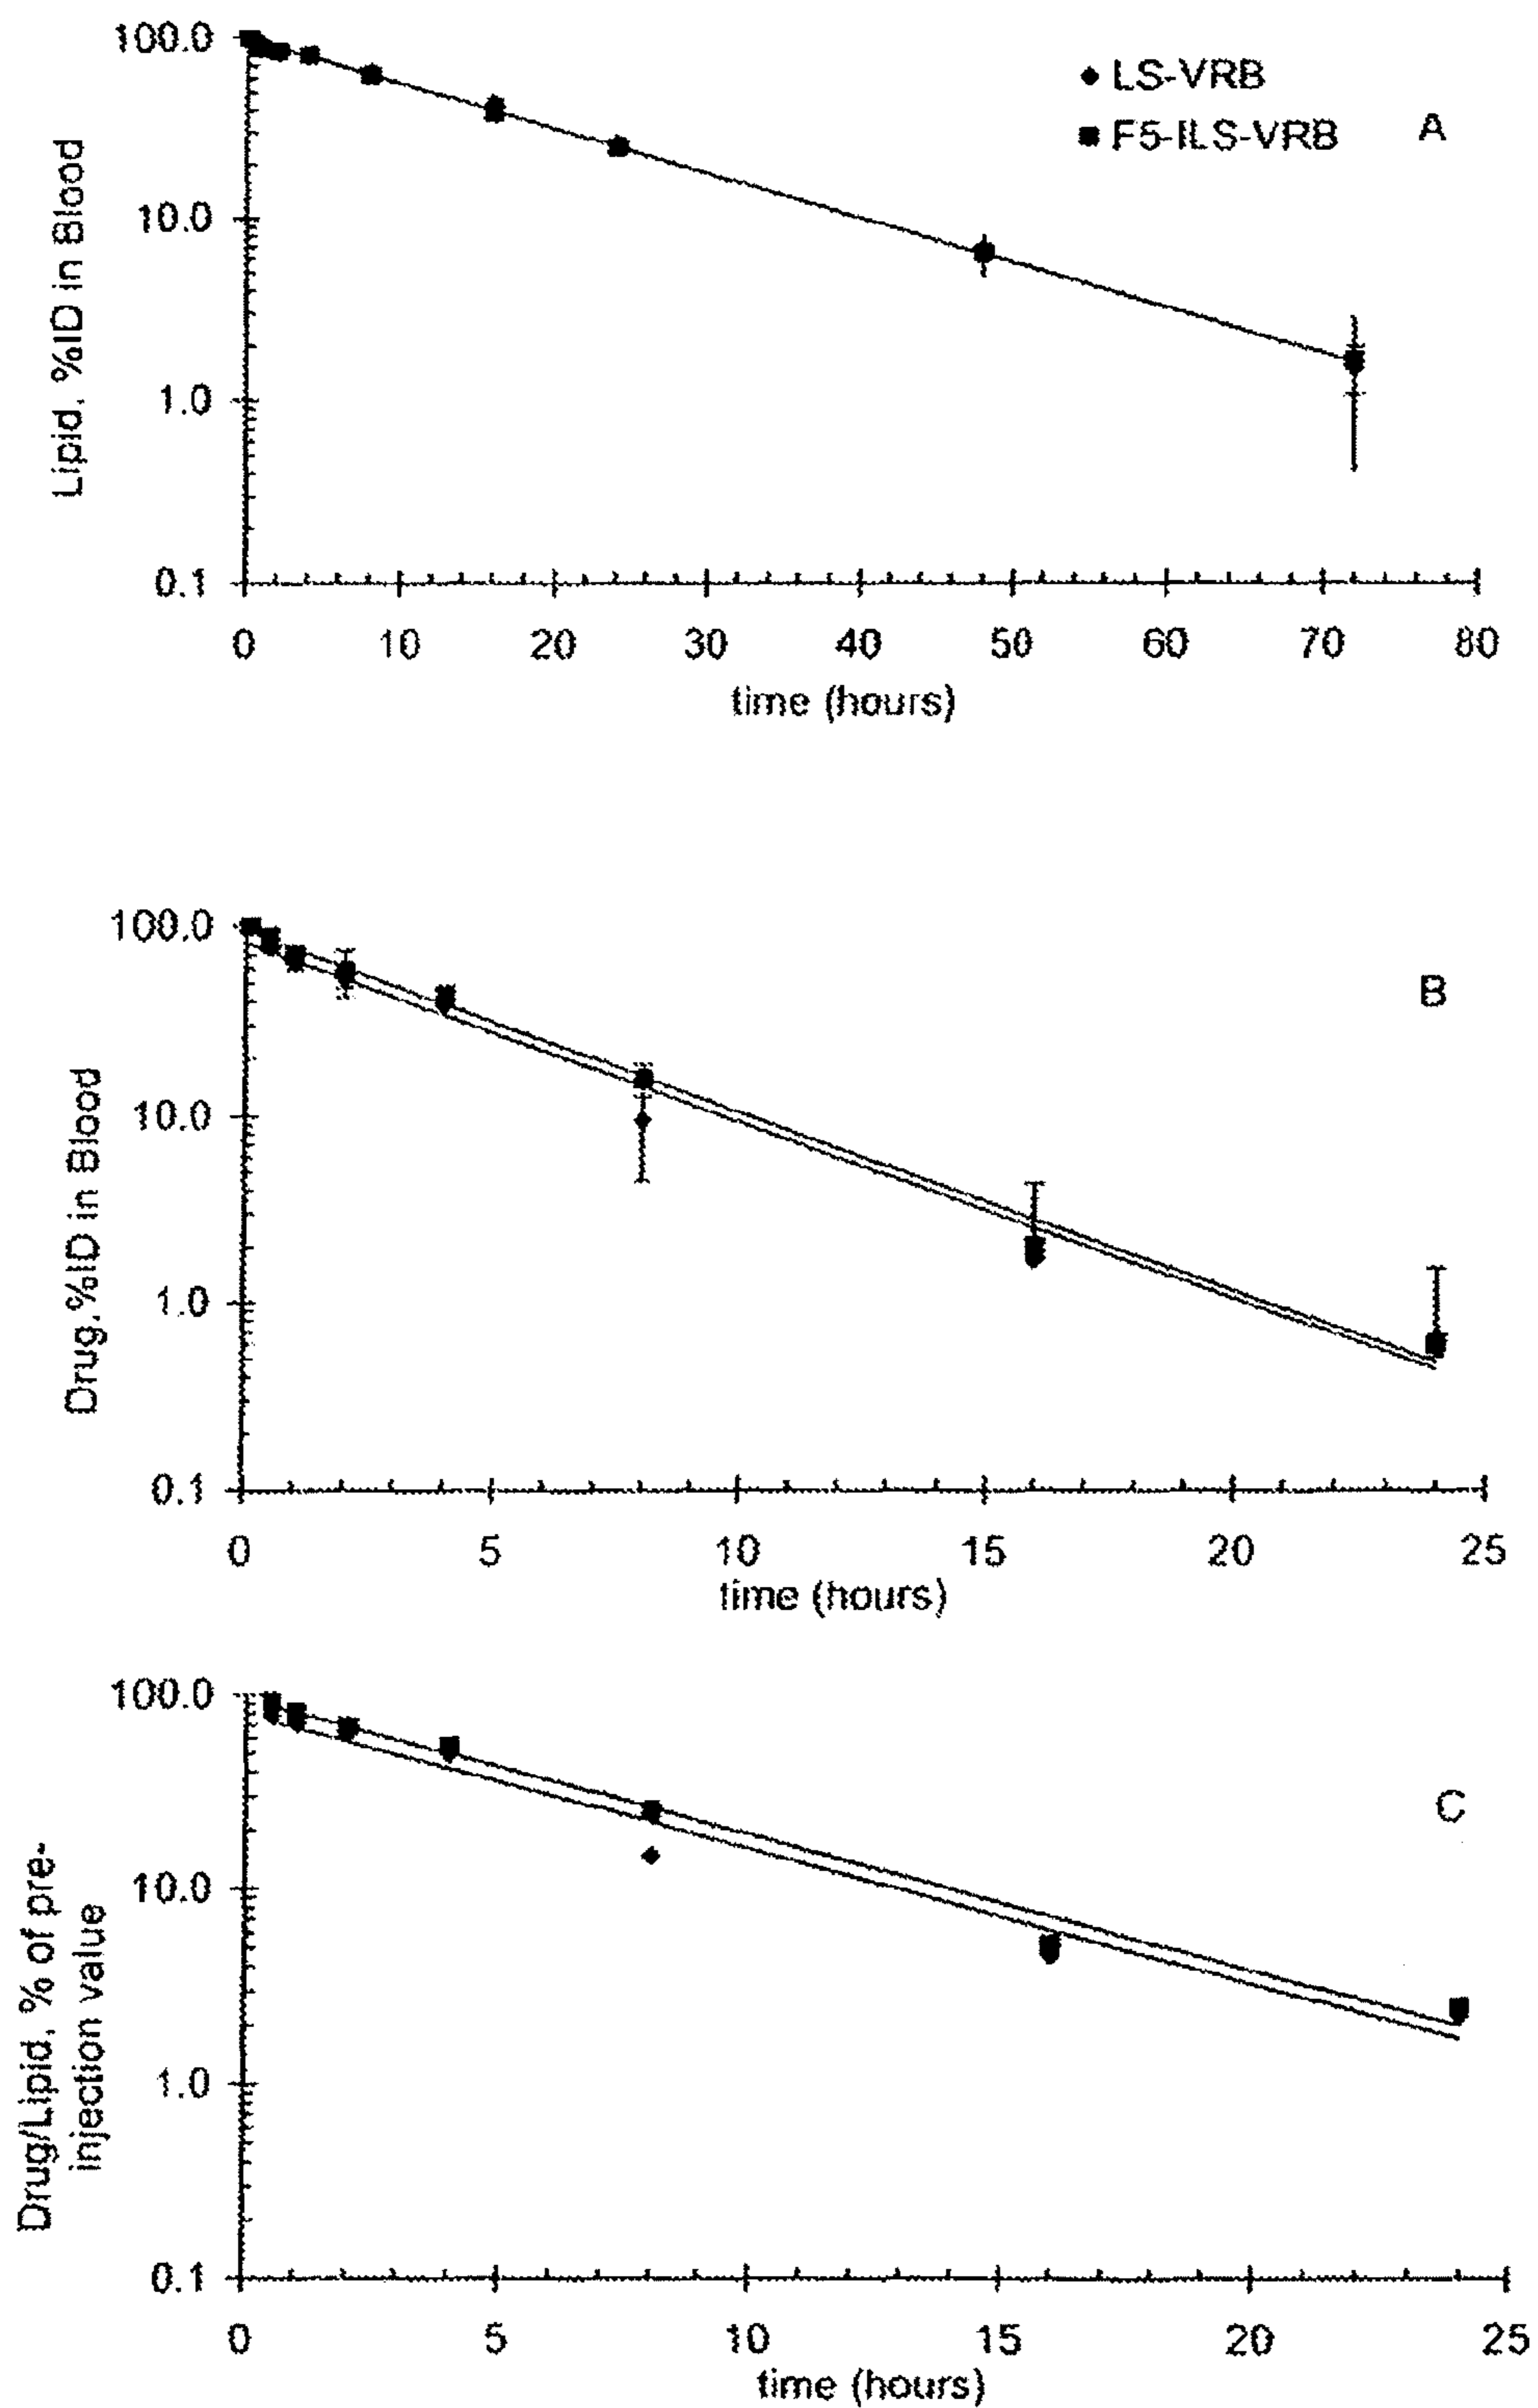 100.0
LS-VRB
F5-ILS-VRB
A
10.0
1.0
0.1
Lipid, %ID in Blood
0 10 20 30 40 50 60 70 80
time (hours)
100.0
B
10.0
1.0
0.1
Drug,%ID in Blood
0 5 10 15 20 25
time (hours)
100.0
C
10.0
1.0
0.1
Drug/Lipid, % of pre-
injection value
0 5 10 15 20 25
time (hours)